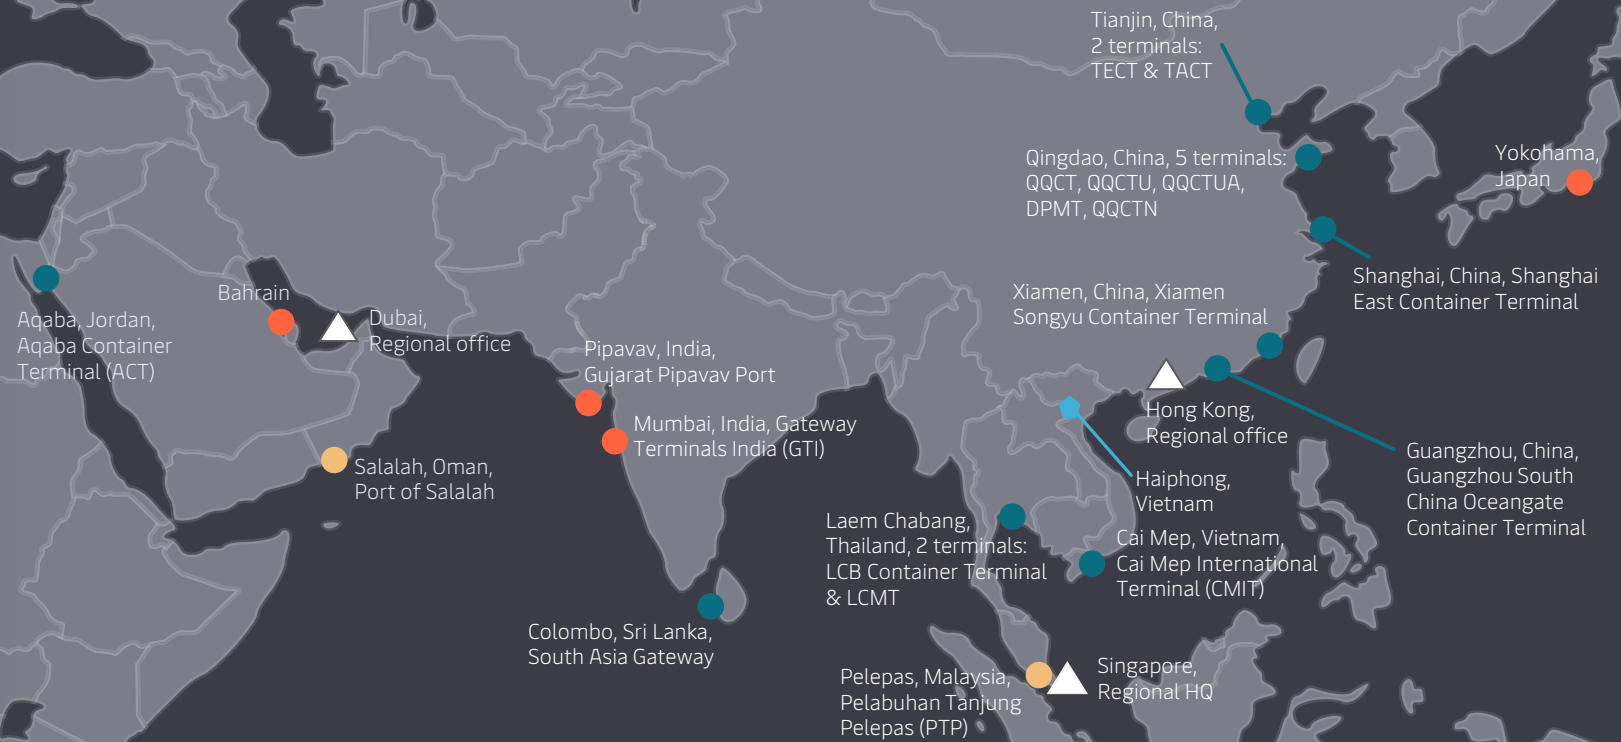 Tianjin, China,
2 terminals:
TECT & TACT
Qingdao, China, 5 terminals:
QQCT, QQCTU, QQCTUA,
DPMT, QQCTN
Yokohama,
Japan
Shanghai, China, Shanghai
East Container Terminal
Xiamen, China, Xiamen
Songyu Container Terminal
Bahrain
Dubai,
Regional office
Aqaba, Jordan,
Aqaba Container
Terminal (ACT)
Pipavav, India,
Gujarat Pipavav Port
Mumbai, India, Gateway
Terminals India (GTI)
Hong Kong,
Regional office
Guangzhou, China,
Guangzhou South
China Oceangate
Container Terminal
Salalah, Oman,
Port of Salalah
Haiphong,
Vietnam
Laem Chabang,
Thailand, 2 terminals:
LCB Container Terminal
& LCMT
Cai Mep, Vietnam,
Cai Mep International
Terminal (CMIT)
Colombo, Sri Lanka,
South Asia Gateway
Pelepas, Malaysia,
Pelabuhan Tanjung
Pelepas (PTP)
Singapore,
Regional HQ